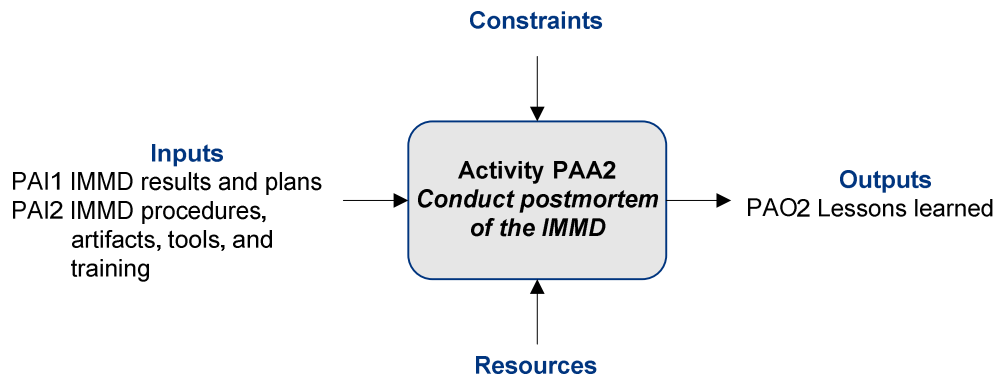 Constraints
Inputs
PAI1 IMMD results and plans
PAI2 IMMD procedures,
artifacts, tools, and
training
Activity PAA2
Conduct postmortem
of the IMMD
Outputs
PAO2 Lessons learned
Resources